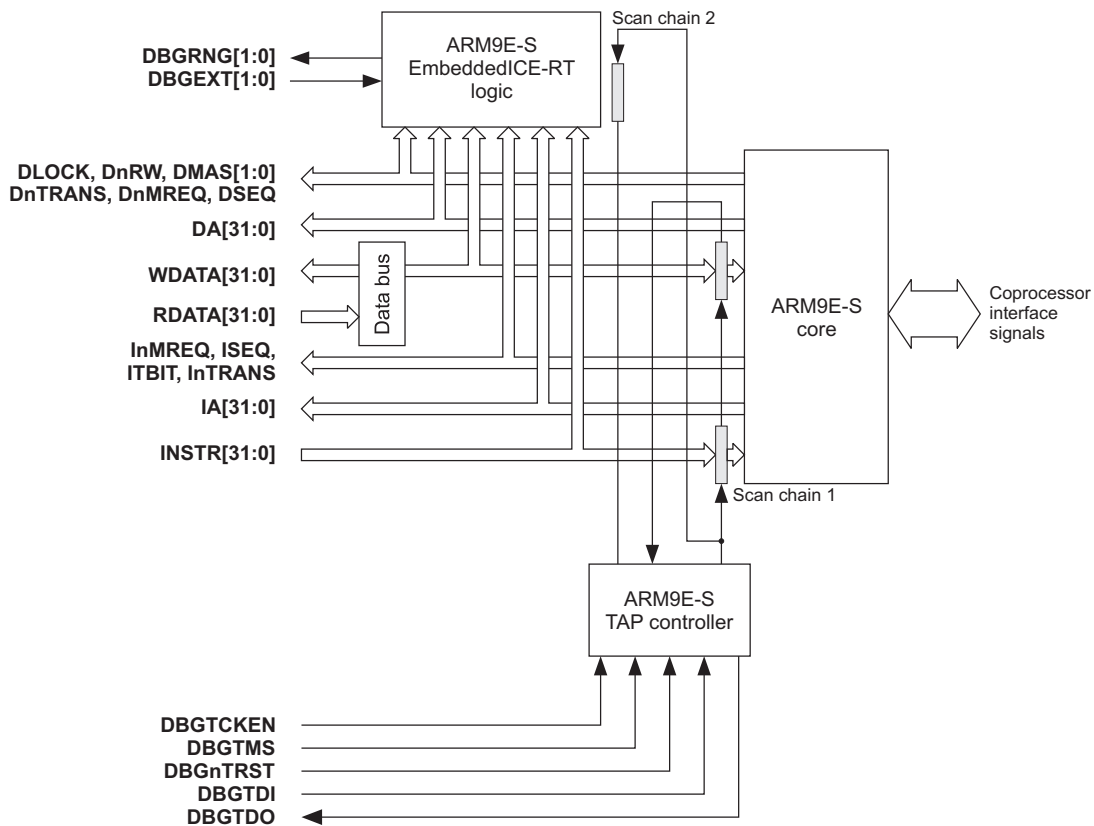 Scan chain 2
ARM9E-S
EmbeddedICE-RT
logic
DBGRNG[1:0]
DBGEXT[1:0]
DLOCK, DnRW, DMAS[1:0]
DnTRANS, DnMREQ, DSEQ
DA[31:0]
WDATA[31:0]
RDATA[31:0]
Data bus
InMREQ, ISEQ,
ITBIT, InTRANS
IA[31:0]
INSTR[31:0]
ARM9E-S
core
Coprocessor
interface
signals
Scan chain 1
ARM9E-S
TAP controller
DBGTCKEN
DBGTMS
DBGnTRST
DBGTDI
DBGTDO